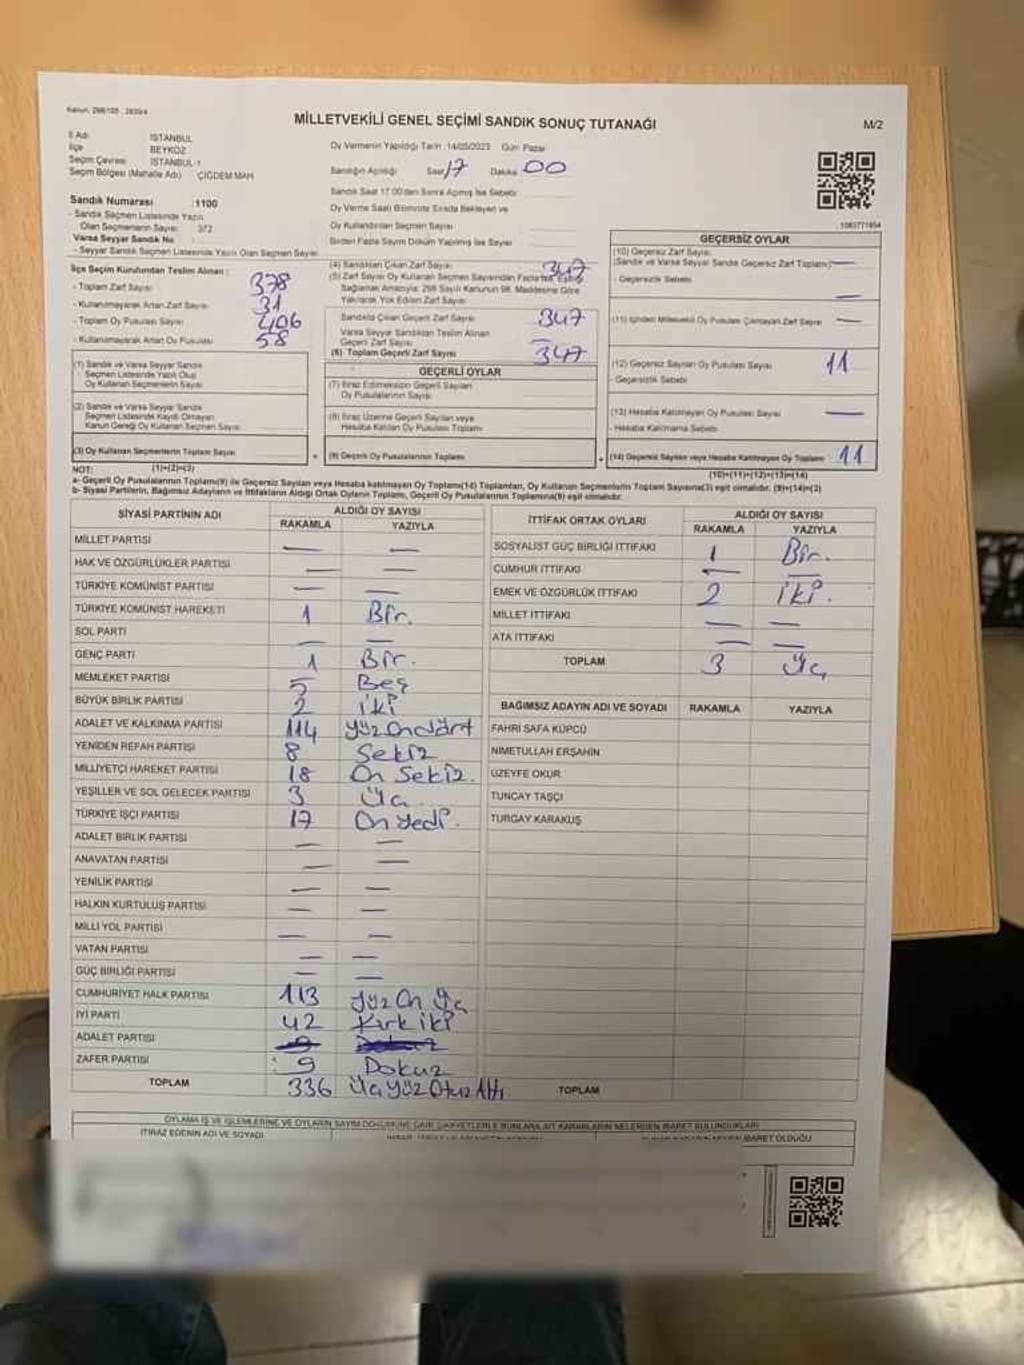 Kanun: 298/105 : 2839/4
MİLLETVEKİLİ GENEL SEÇİMİ SANDIK SONUÇ TUTANAĞI
M/2
İl Adı İSTANBUL
İlçe BEYKOZ
Seçim Çevresi İSTANBUL-1
Seçim Bölgesi (Mahalle Adı) ÇİĞDEM MAH
Oy Vermenin Yapıldığı Tarih :14/05/2023 Gün: Pazar
Sandığın Açıldığı Saat 17 Dakika 00
Sandık Saat 17:00'den Sonra Açılmış İse Sebebi
Oy Verme Saati Bitiminde Sırada Bekleyen ve
Oy Kullandırılan Seçmen Sayısı
Birden Fazla Sayım Döküm Yapılmış İse Sayısı
Sandık Numarası :1100
- Sandık Seçmen Listesinde Yazılı
Olan Seçmenlerin Sayısı 372
Varsa Seyyar Sandık No
- Seyyar Sandık Seçmen Listesinde Yazılı Olan Seçmen Sayısı
İlçe Seçim Kurulundan Teslim Alınan :
- Toplam Zarf Sayısı 378
- Kullanılmayarak Artan Zarf Sayısı 31
- Toplam Oy Pusulası Sayısı 406
- Kullanılmayarak Artan Oy Pusulası 58
(1) Sandık ve Varsa Seyyar Sandık
Seçmen Listesinde Yazılı Olup
Oy Kullanan Seçmenlerin Sayısı
(2) Sandık ve Varsa Seyyar Sandık
Seçmen Listesinde Kayıtlı Olmayan,
Kanun Gereği Oy Kullanan Seçmen Sayısı
(3) Oy Kullanan Seçmenlerin Toplam Sayısı
(1)+(2)=(3)
(4) Sandıktan Çıkan Zarf Sayısı 347
(5) Zarf Sayısı Oy Kullanan Seçmen Sayısından Fazla İse Eşitliği
Sağlamak Amacıyla; 298 Sayılı Kanunun 98. Maddesine Göre
Yakılarak Yok Edilen Zarf Sayısı
Sandıkta Çıkan Geçerli Zarf Sayısı 347
Varsa Seyyar Sandıktan Teslim Alınan
Geçerli Zarf Sayısı
(6) Toplam Geçerli Zarf Sayısı 347
GEÇERLİ OYLAR
(7) İtiraz Edilmeksizin Geçerli Sayılan
Oy Pusulalarının Sayısı
(8) İtiraz Üzerine Geçerli Sayılan veya
Hesaba Katılan Oy Pusulası Toplamı
(9) Geçerli Oy Pusulalarının Toplamı
1083771854
GEÇERSİZ OYLAR
(10) Geçersiz Zarf Sayısı
(Sandık ve Varsa Seyyar Sandık Geçersiz Zarf Toplamı) —
- Geçersizlik Sebebi —
(11) İçinden Milletvekili Oy Pusulası Çıkmayan Zarf Sayısı —
(12) Geçersiz Sayılan Oy Pusulası Sayısı 11
- Geçersizlik Sebebi
(13) Hesaba Katılmayan Oy Pusulası Sayısı —
- Hesaba Katılmama Sebebi
(14) Geçersiz Sayılan veya Hesaba Katılmayan Oy Toplamı 11
(10)+(11)+(12)+(13)=(14)
NOT:
a- Geçerli Oy Pusulalarının Toplamı(9) ile Geçersiz Sayılan veya Hesaba katılmayan Oy Toplamı(14) Toplamları, Oy Kullanan Seçmenlerin Toplam Sayısına(3) eşit olmalıdır. (9)+(14)=(3)
b- Siyasi Partilerin, Bağımsız Adayların ve İttifakların Aldığı Ortak Oyların Toplamı, Geçerli Oy Pusulalarının Toplamına(9) eşit olmalıdır.
SİYASİ PARTİNİN ADI ALDIĞI OY SAYISI
RAKAMLA YAZIYLA
MİLLET PARTİSİ — —
HAK VE ÖZGÜRLÜKLER PARTİSİ — —
TÜRKİYE KOMÜNİST PARTİSİ — —
TÜRKİYE KOMÜNİST HAREKETİ 1 Bir.
SOL PARTİ — —
GENÇ PARTİ 1 Bir.
MEMLEKET PARTİSİ 5 Beş
BÜYÜK BİRLİK PARTİSİ 2 iki
ADALET VE KALKINMA PARTİSİ 114 Yüz Ondört
YENİDEN REFAH PARTİSİ 8 Sekiz
MİLLİYETÇİ HAREKET PARTİSİ 18 On Sekiz.
YEŞİLLER VE SOL GELECEK PARTİSİ 3 Üç.
TÜRKİYE İŞÇİ PARTİSİ 17 On yedi.
ADALET BİRLİK PARTİSİ — —
ANAVATAN PARTİSİ — —
YENİLİK PARTİSİ — —
HALKIN KURTULUŞ PARTİSİ — —
MİLLİ YOL PARTİSİ — —
VATAN PARTİSİ — —
GÜÇ BİRLİĞİ PARTİSİ — —
CUMHURİYET HALK PARTİSİ 113 Yüz On Üç
İYİ PARTİ 42 Kırk iki
ADALET PARTİSİ 9 Dokuz
ZAFER PARTİSİ 9 Dokuz
TOPLAM 336 Üç Yüz Otuz Altı
İTTİFAK ORTAK OYLARI ALDIĞI OY SAYISI
RAKAMLA YAZIYLA
SOSYALİST GÜÇ BİRLİĞİ İTTİFAKI 1 Bir.
CUMHUR İTTİFAKI — —
EMEK VE ÖZGÜRLÜK İTTİFAKI 2 iki.
MİLLET İTTİFAKI — —
ATA İTTİFAKI — —
TOPLAM 3 Üç
BAĞIMSIZ ADAYIN ADI VE SOYADI RAKAMLA YAZIYLA
FAHRİ SAFA KÜPCÜ
NİMETULLAH ERŞAHİN
ÜZEYFE OKUR
TUNCAY TAŞÇI
TURGAY KARAKUŞ
TOPLAM
OYLAMA İŞ VE İŞLEMLERİNE VE OYLARIN SAYIM DÖKÜMÜNE DAİR ŞİKAYETLERLE BUNLARA AİT KARARLARIN NELERDEN İBARET BULUNDUKLARI
İTİRAZ EDENİN ADI VE SOYADI
İBARET OLDUĞU